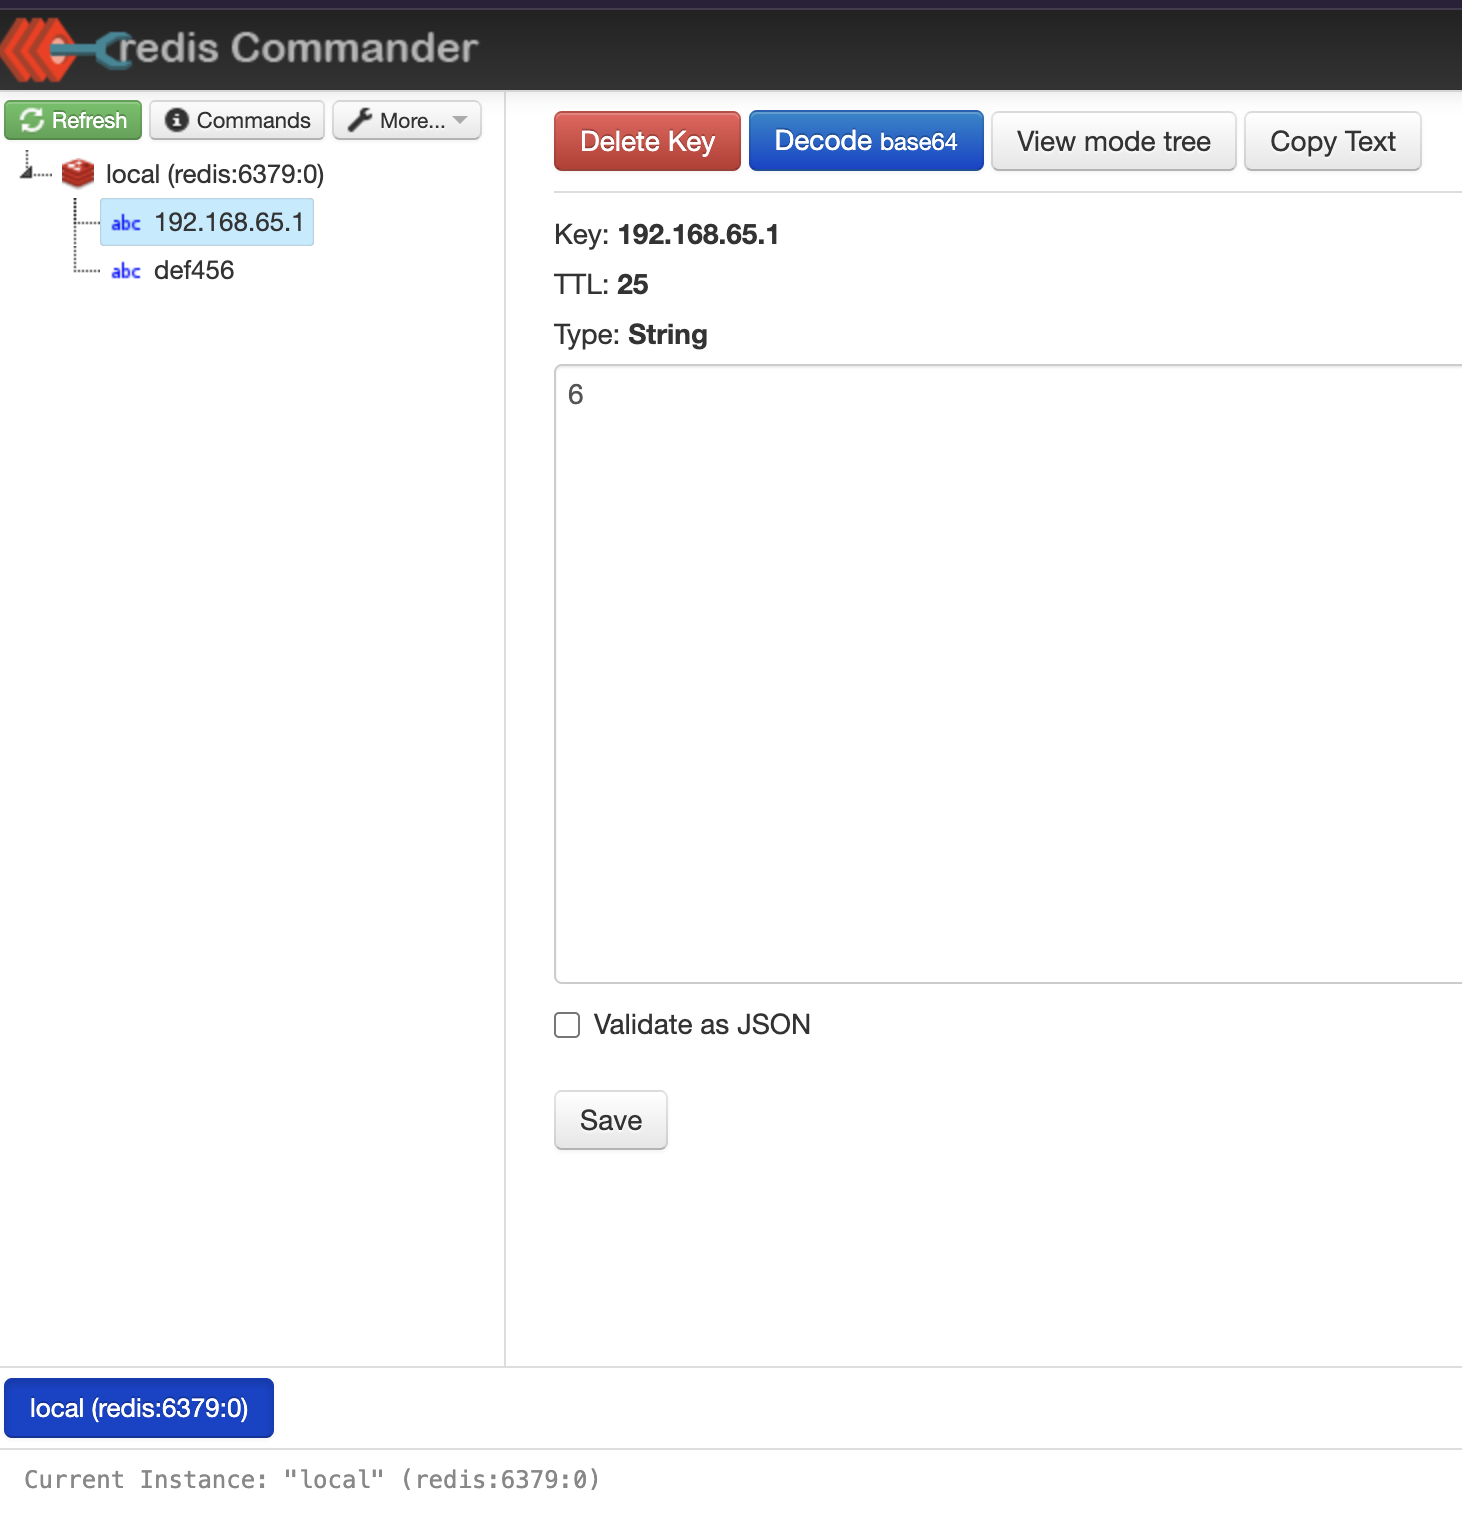 redis Commander
Refresh Commands More...
local (redis:6379:0)
abc 192.168.65.1
abc def456
Delete Key Decode base64 View mode tree Copy Text
Key: 192.168.65.1
TTL: 25
Type: String
6
Validate as JSON
Save
local (redis:6379:0)
Current Instance: "local" (redis:6379:0)